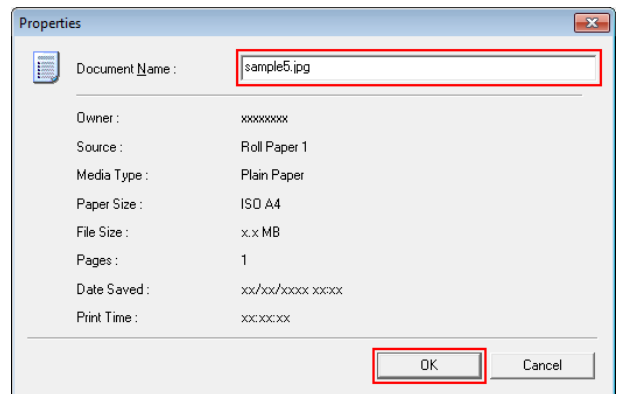 Properties
Document Name : sample5.jpg
Owner : xxxxxxxx
Source : Roll Paper 1
Media Type : Plain Paper
Paper Size : ISO A4
File Size : x.x MB
Pages : 1
Date Saved : xx/xx/xxxx xx:xx
Print Time : xx:xx:xx
OK Cancel